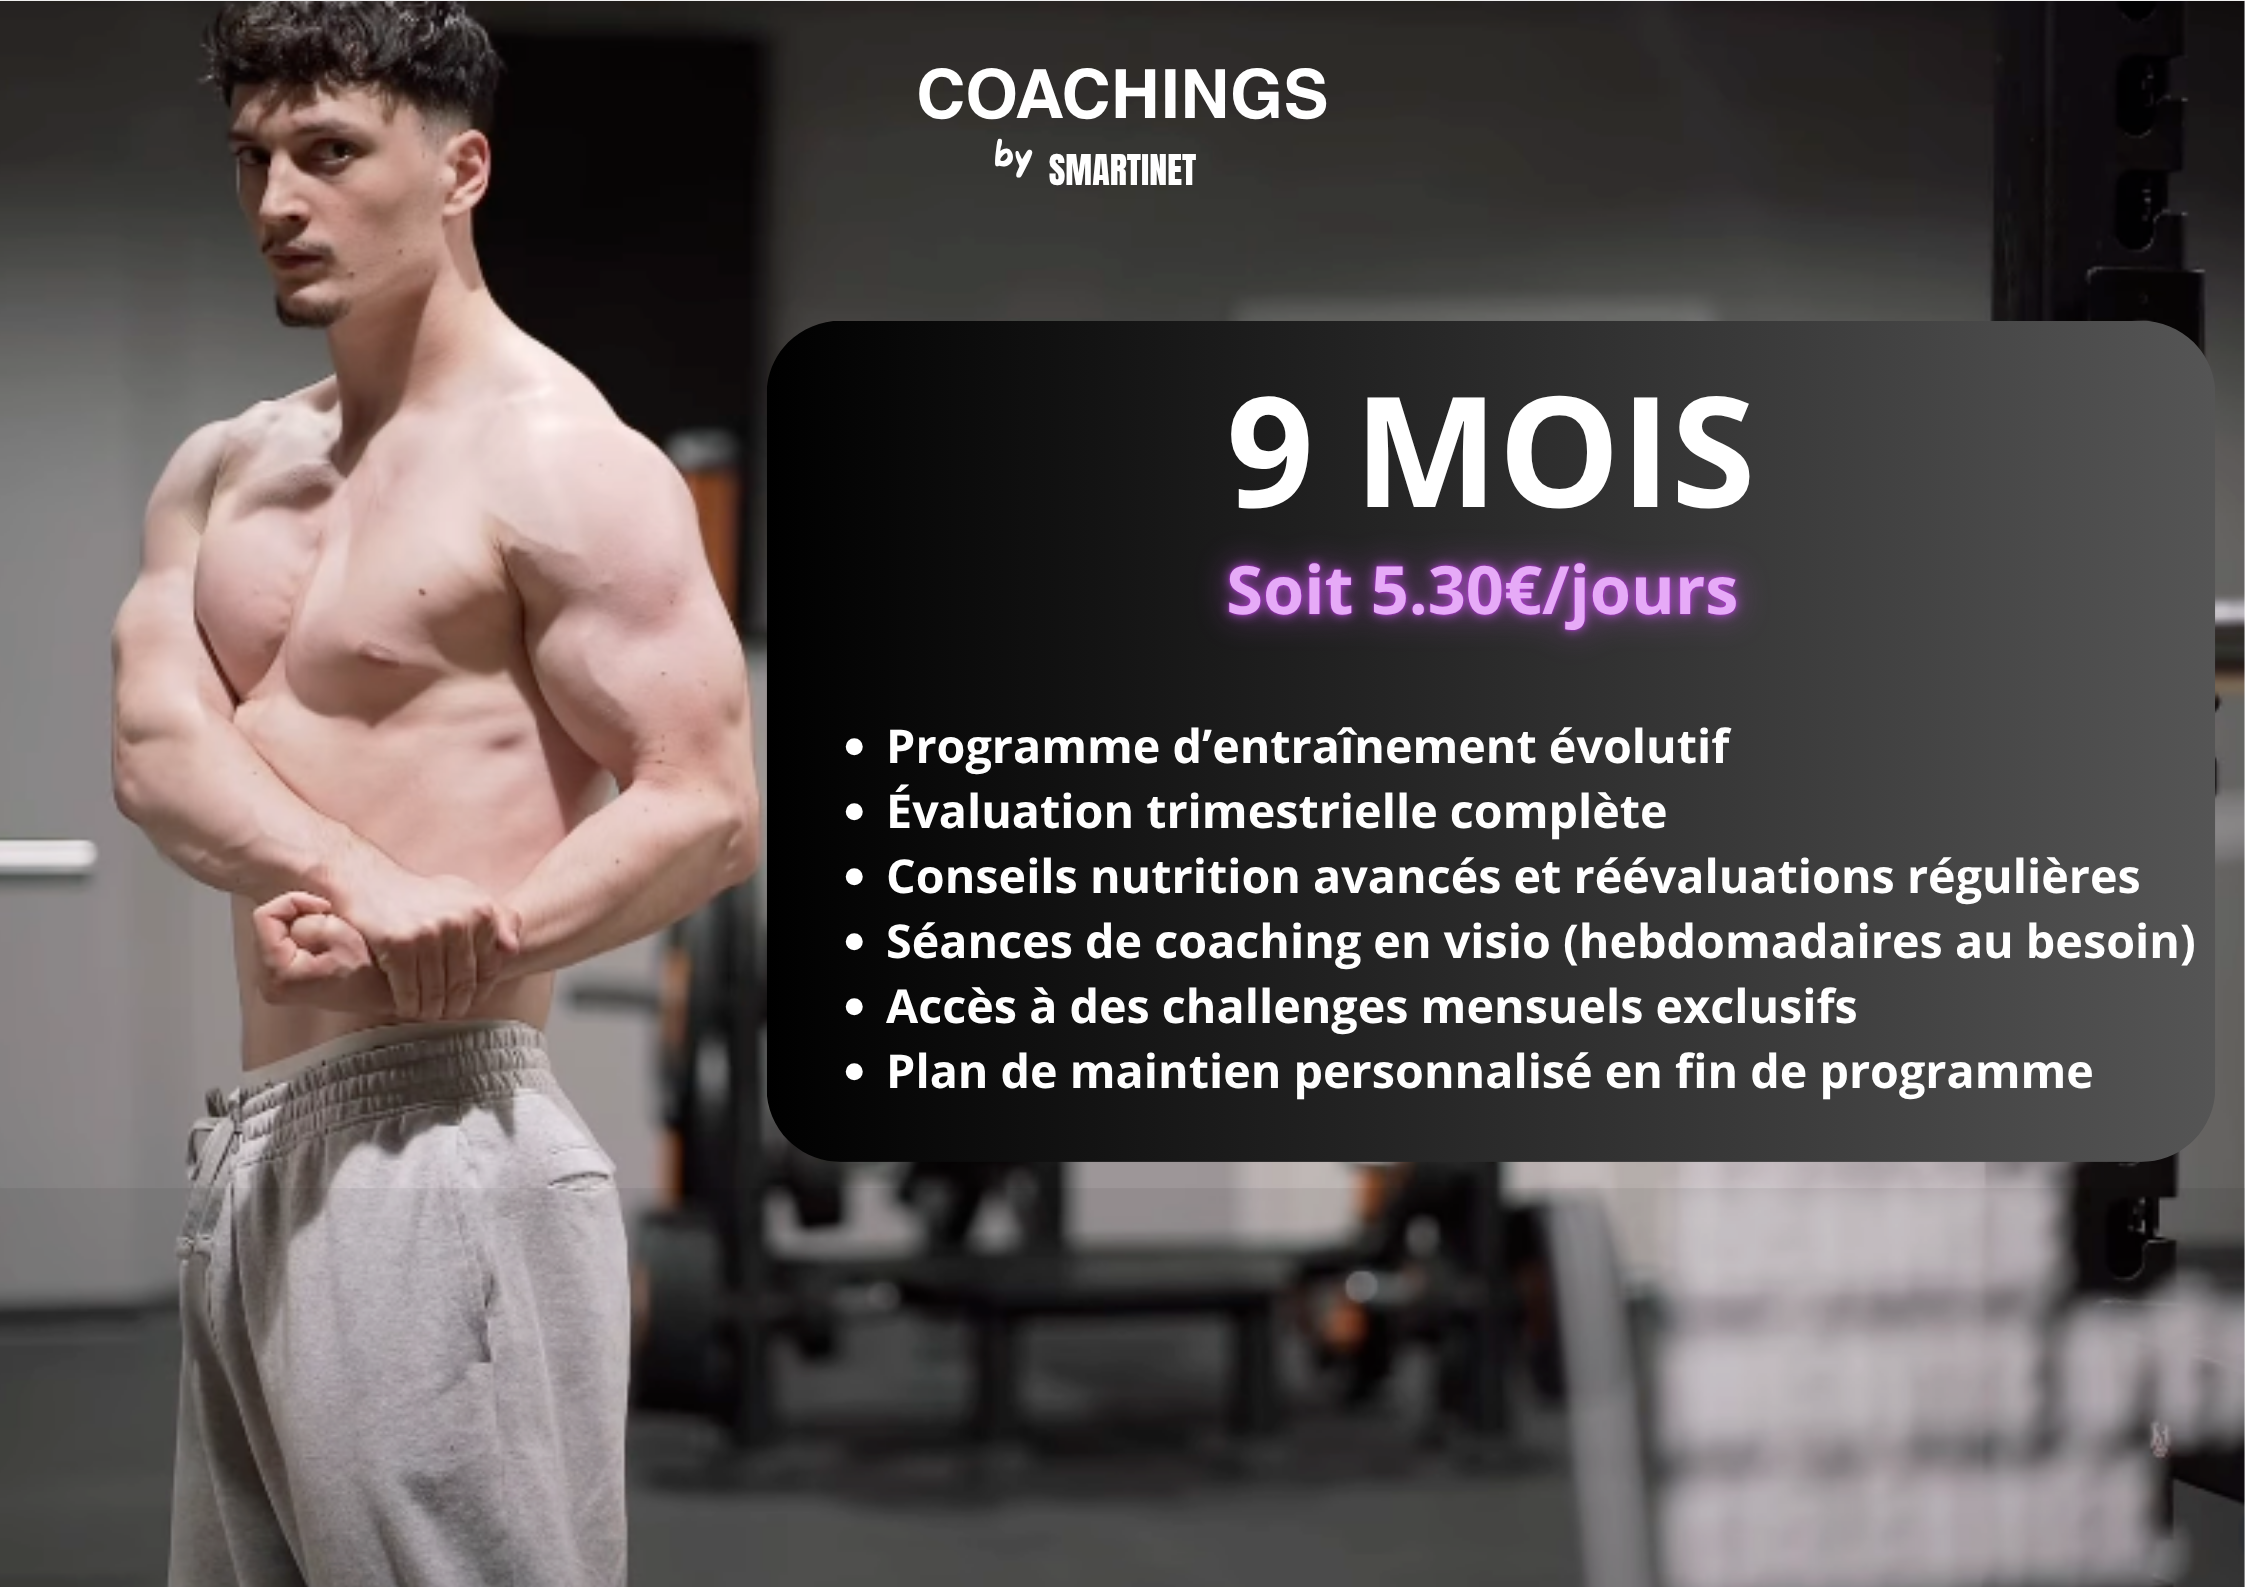 COACHINGS
by SMARTINET
9 MOIS
Soit 5.30€/jours
• Programme d’entraînement évolutif
• Évaluation trimestrielle complète
• Conseils nutrition avancés et réévaluations régulières
• Séances de coaching en visio (hebdomadaires au besoin)
• Accès à des challenges mensuels exclusifs
• Plan de maintien personnalisé en fin de programme